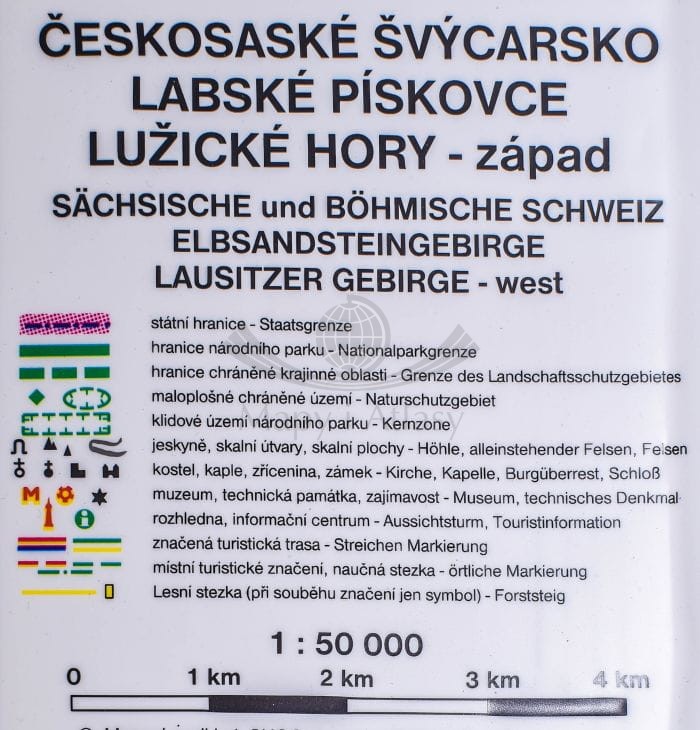 ČESKOSASKÉ ŠVÝCARSKO
LABSKÉ PÍSKOVCE
LUŽICKÉ HORY - západ
SÄCHSISCHE und BÖHMISCHE SCHWEIZ
ELBSANDSTEINGEBIRGE
LAUSITZER GEBIRGE - west
státní hranice - Staatsgrenze
hranice národního parku - Nationalparkgrenze
hranice chráněné krajinné oblasti - Grenze des Landschaftsschutzgebietes
maloplošné chráněné území - Naturschutzgebiet
klidové území národního parku - Kernzone
Mapy Atlasy
jeskyně, skalní útvary, skalní plochy - Höhle, alleinstehender Felsen, Felsen
kostel, kaple, zřícenina, zámek - Kirche, Kapelle, Burgüberrest, Schloß
M muzeum, technická památka, zajímavost - Museum, technisches Denkmal
i rozhledna, informační centrum - Aussichtsturm, Touristinformation
značená turistická trasa - Streichen Markierung
místní turistické značení, naučná stezka - örtliche Markierung
Lesní stezka (při souběhu značení jen symbol) - Forststeig
1 : 50 000
0 1 km 2 km 3 km 4 km